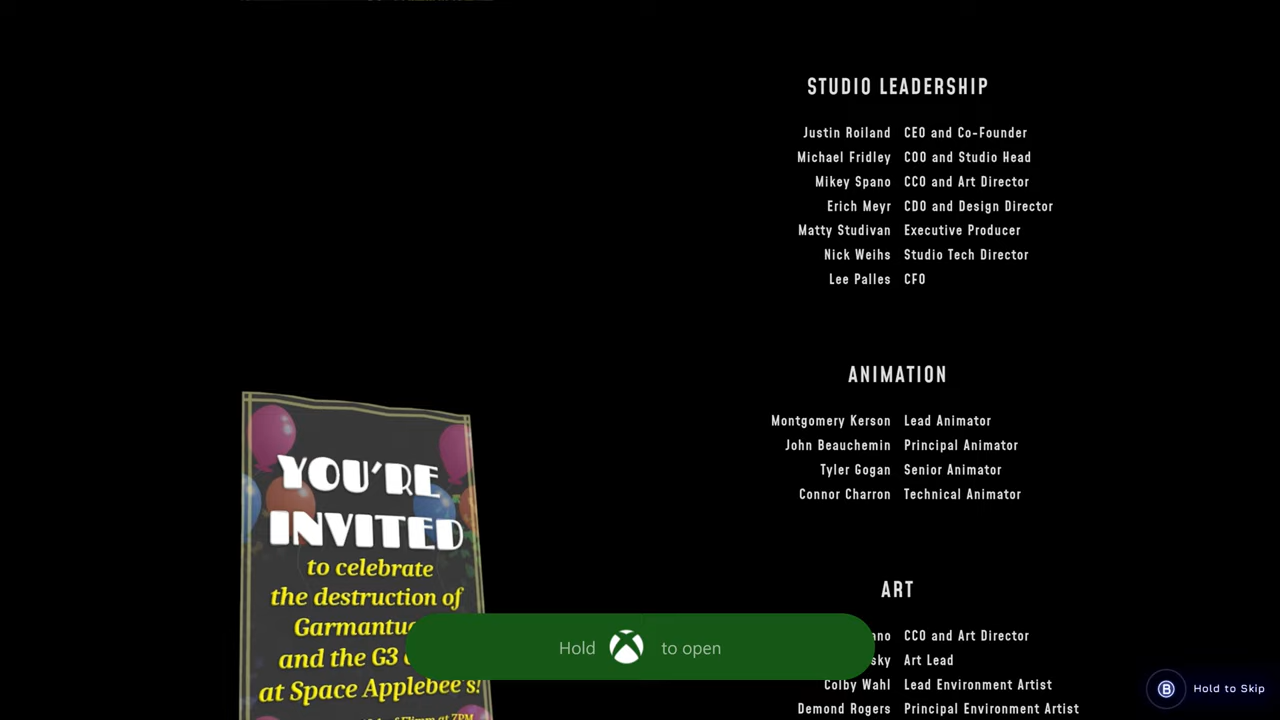 STUDIO LEADERSHIP
Justin Roiland CEO and Co-Founder
Michael Fridley COO and Studio Head
Mikey Spano CCO and Art Director
Erich Meyr CDO and Design Director
Matty Studivan Executive Producer
Nick Weihs Studio Tech Director
Lee Palles CFO
ANIMATION
Montgomery Kerson Lead Animator
John Beauchemin Principal Animator
Tyler Gogan Senior Animator
Connor Charron Technical Animator
ART
CCO and Art Director
Art Lead
Colby Wahl Lead Environment Artist
Demond Rogers Principal Environment Artist
YOU'RE
INVITED
to celebrate
the destruction of
and the G3
at Space Applebee's!
at 7PM
Hold to open
B Hold to Skip